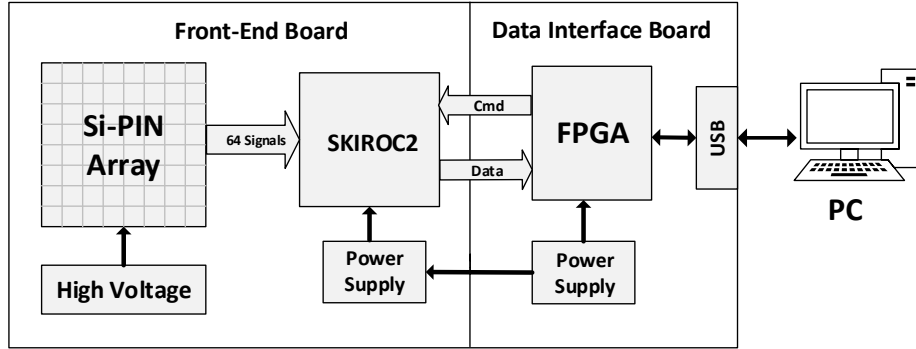 Front-End Board
Data Interface Board
Si-PIN
Array
64 Signals
SKIROC2
Cmd
Data
FPGA
USB
PC
High Voltage
Power
Supply
Power
Supply